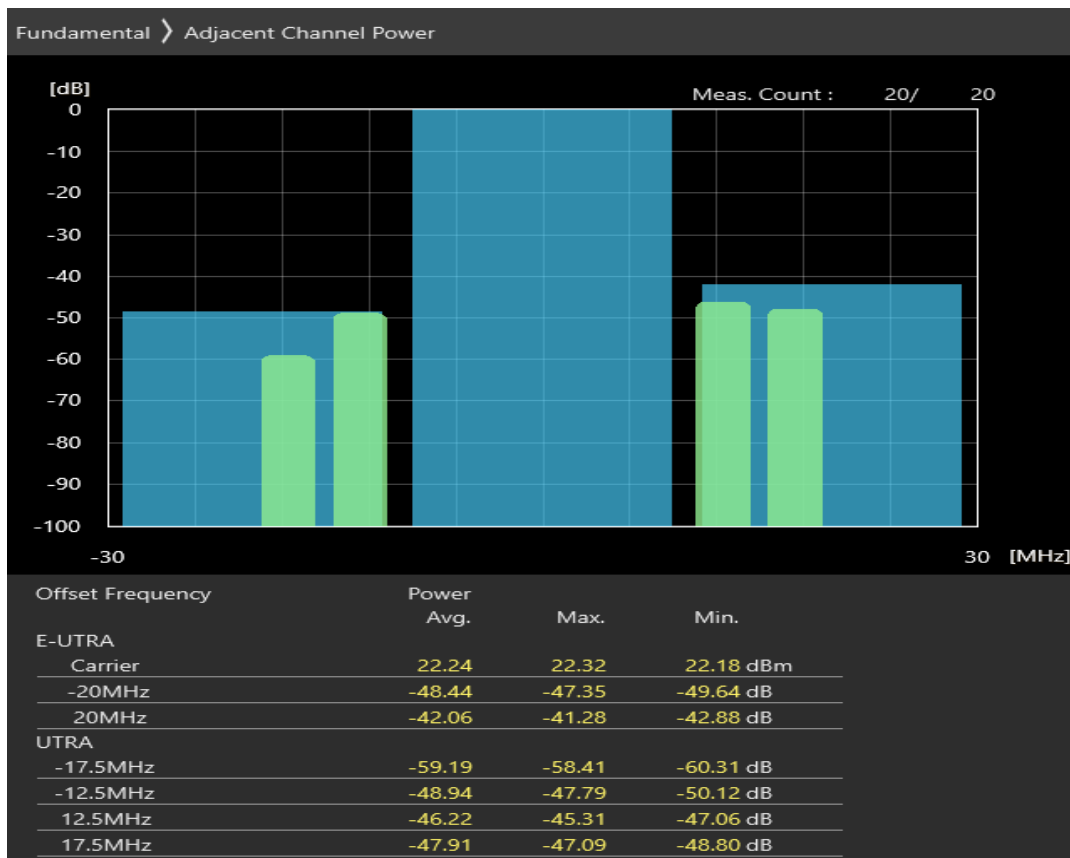 Fundamental 〉 Adjacent Channel Power
[dB]
Meas. Count : 20/ 20
0
-10
-20
-30
-40
-50
-60
-70
-80
-90
-100
-30 30 [MHz]
Offset Frequency Power
Avg. Max. Min.
E-UTRA
Carrier 22.24 22.32 22.18 dBm
-20MHz -48.44 -47.35 -49.64 dB
20MHz -42.06 -41.28 -42.88 dB
UTRA
-17.5MHz -59.19 -58.41 -60.31 dB
-12.5MHz -48.94 -47.79 -50.12 dB
12.5MHz -46.22 -45.31 -47.06 dB
17.5MHz -47.91 -47.09 -48.80 dB